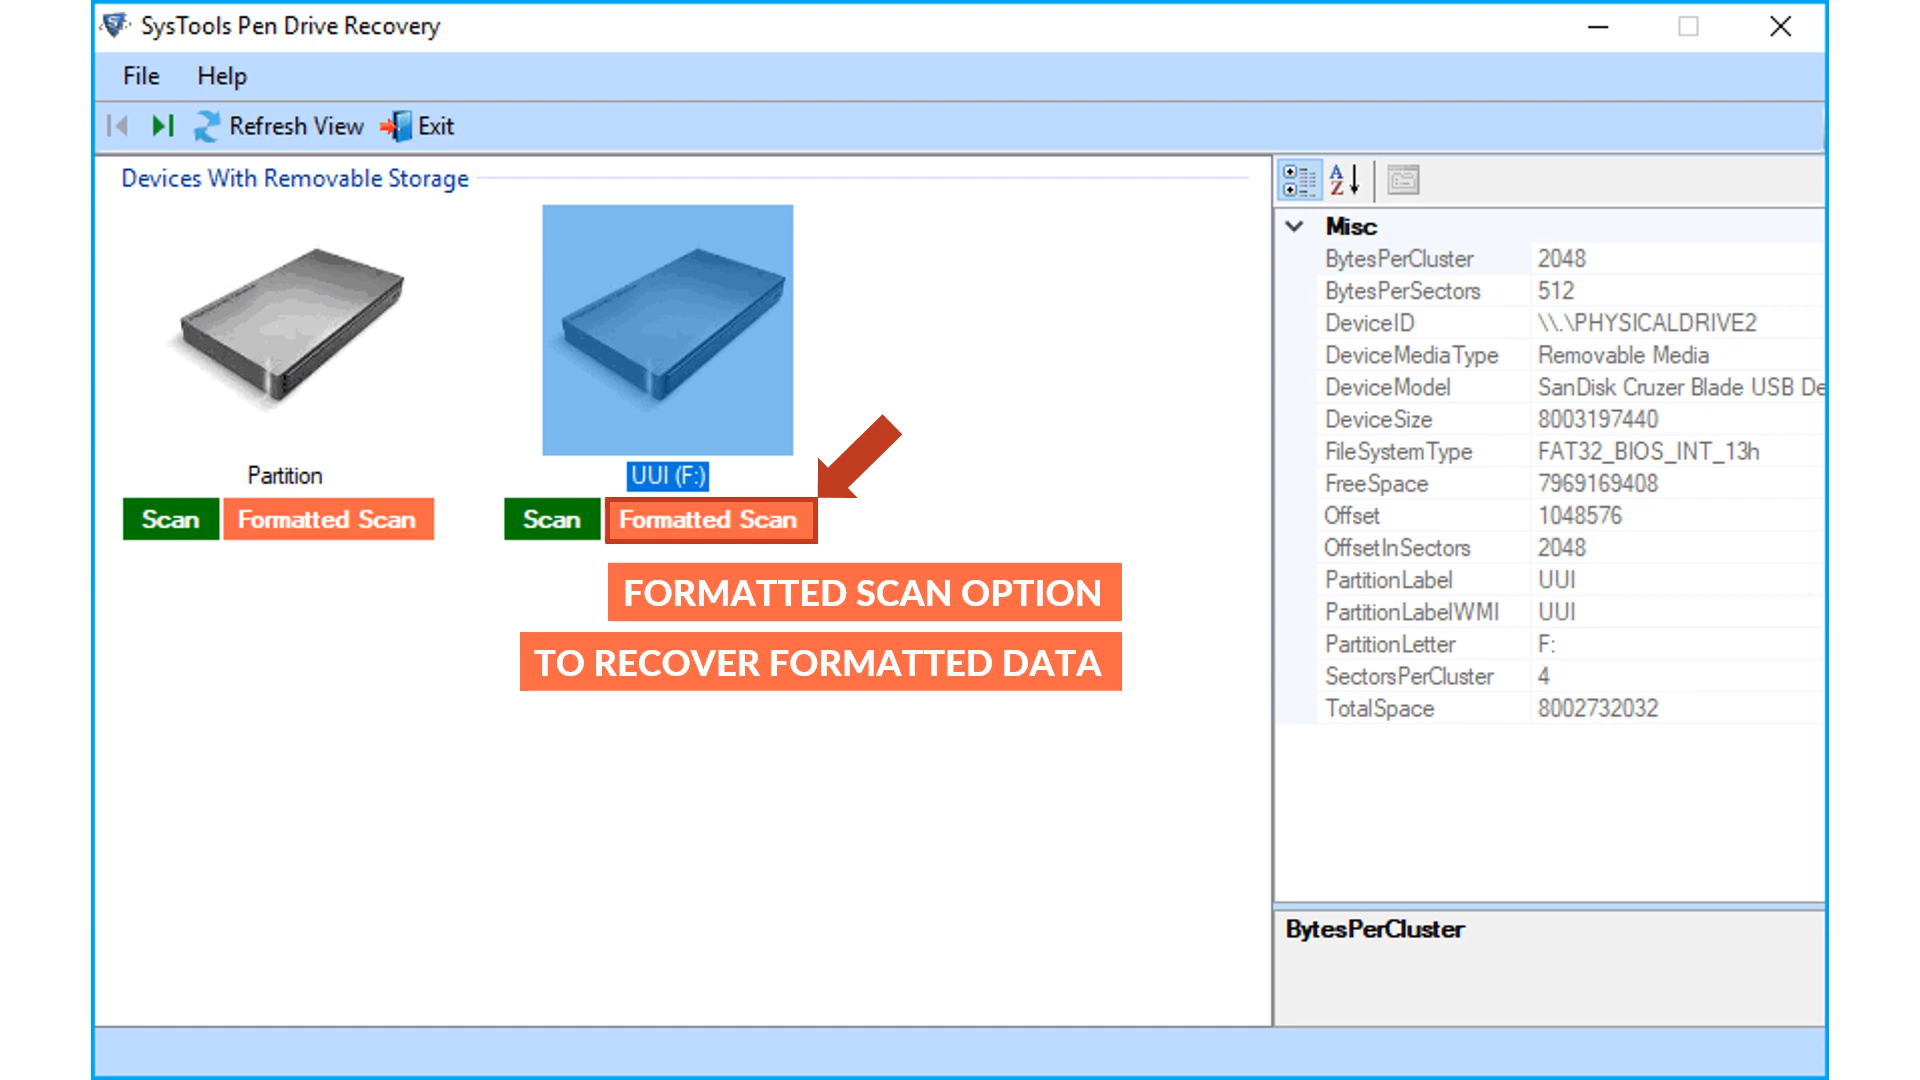 SysTools Pen Drive Recovery
File Help
Refresh View Exit
Devices With Removable Storage
Partition
UUI (F:)
Scan Formatted Scan
Scan Formatted Scan
FORMATTED SCAN OPTION
TO RECOVER FORMATTED DATA
A
Z
Misc
BytesPerCluster 2048
BytesPerSectors 512
DeviceID \\.\PHYSICALDRIVE2
DeviceMediaType Removable Media
DeviceModel SanDisk Cruzer Blade USB De
DeviceSize 8003197440
FileSystemType FAT32_BIOS_INT_13h
FreeSpace 7969169408
Offset 1048576
OffsetInSectors 2048
PartitionLabel UUI
PartitionLabelWMI UUI
PartitionLetter F:
SectorsPerCluster 4
TotalSpace 8002732032
BytesPerCluster